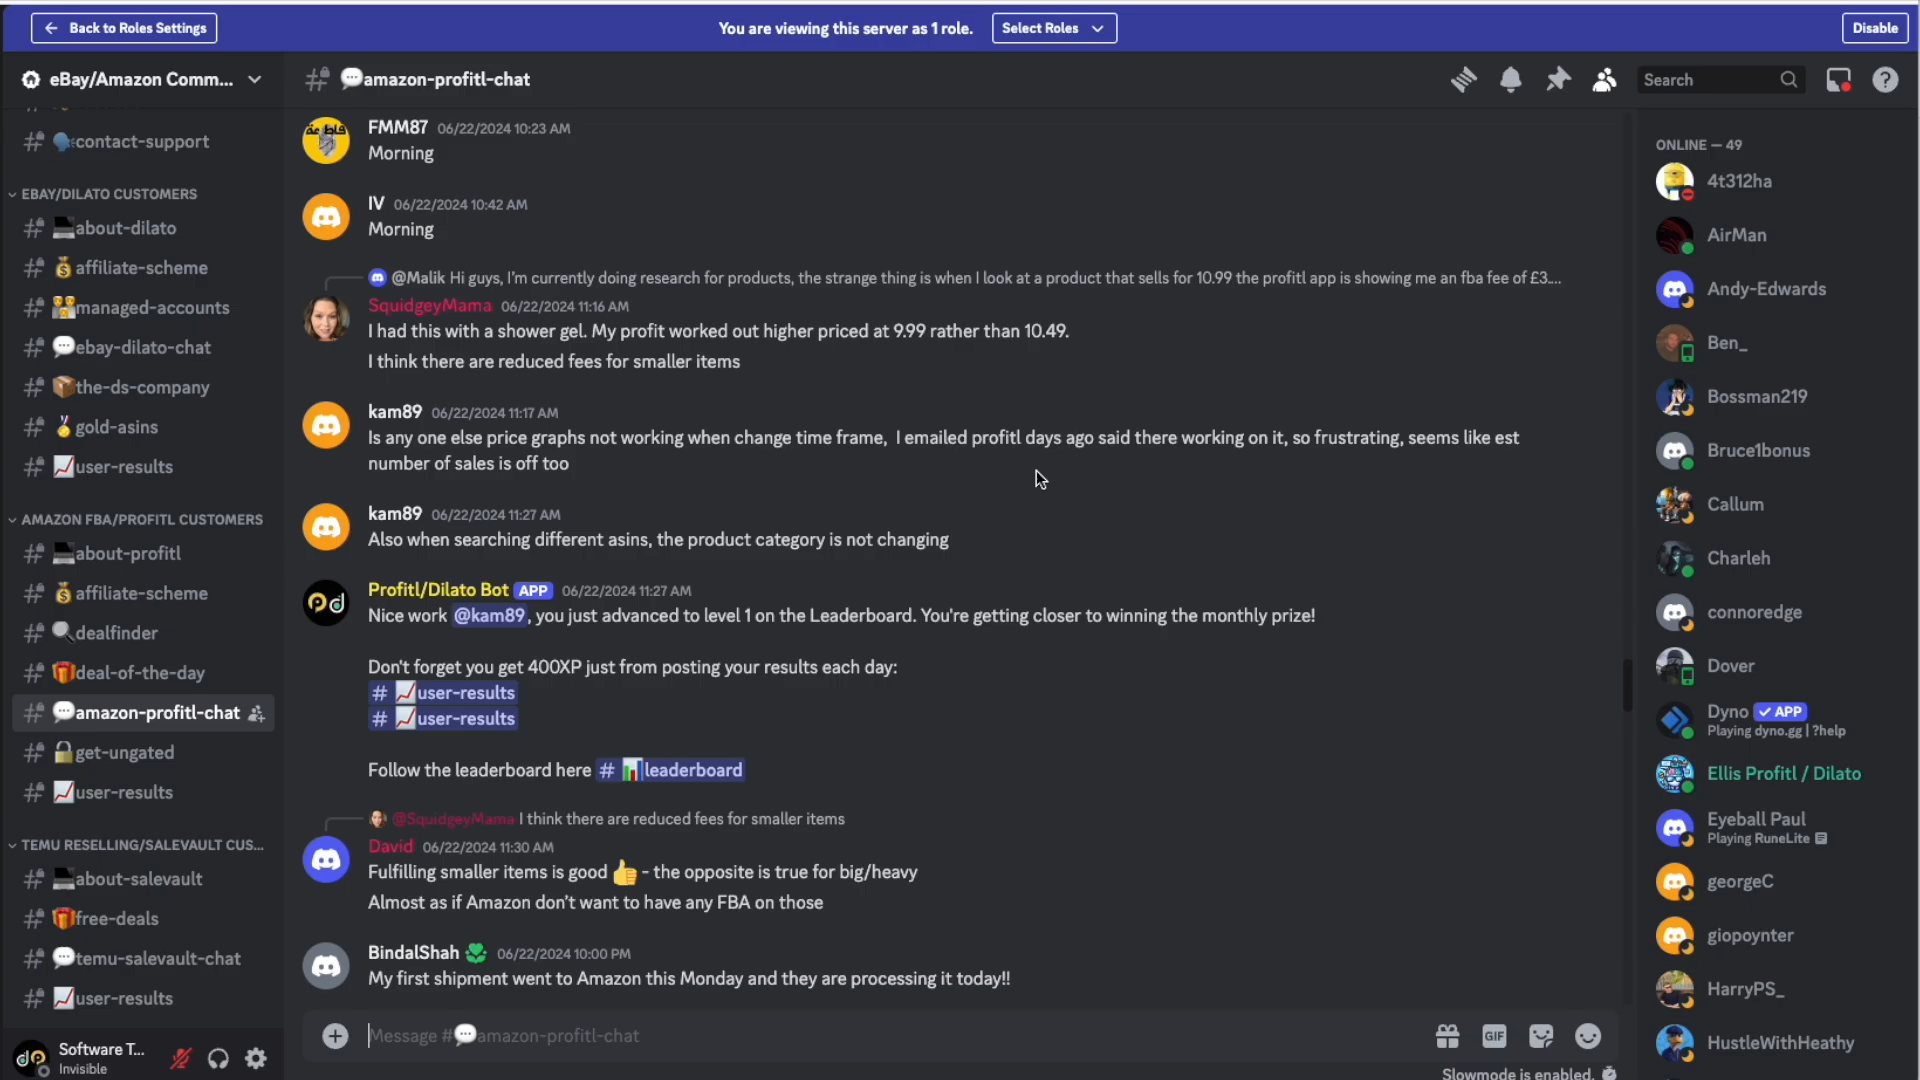 Back to Roles Settings
You are viewing this server as 1 role.
Select Roles
Disable
eBay/Amazon Comm...
contact-support
EBAY/DILATO CUSTOMERS
about-dilato
affiliate-scheme
managed-accounts
ebay-dilato-chat
the-ds-company
gold-asins
user-results
AMAZON FBA/PROFITL CUSTOMERS
about-profitl
affiliate-scheme
dealfinder
deal-of-the-day
amazon-profitl-chat
get-ungated
user-results
TEMU RESELLING/SALEVAULT CUS...
about-salevault
free-deals
temu-salevault-chat
user-results
Software T...
Invisible
amazon-profitl-chat
Search
FMM87 06/22/2024 10:23 AM
Morning
IV 06/22/2024 10:42 AM
Morning
@Malik Hi guys, I'm currently doing research for products, the strange thing is when I look at a product that sells for 10.99 the profitl app is showing me an fba fee of £3....
SquidgeyMama 06/22/2024 11:16 AM
I had this with a shower gel. My profit worked out higher priced at 9.99 rather than 10.49.
I think there are reduced fees for smaller items
kam89 06/22/2024 11:17 AM
Is any one else price graphs not working when change time frame, I emailed profitl days ago said there working on it, so frustrating, seems like est
number of sales is off too
kam89 06/22/2024 11:27 AM
Also when searching different asins, the product category is not changing
Profitl/Dilato Bot APP 06/22/2024 11:27 AM
Nice work @kam89, you just advanced to level 1 on the Leaderboard. You're getting closer to winning the monthly prize!
Don't forget you get 400XP just from posting your results each day:
# user-results
# user-results
Follow the leaderboard here # leaderboard
@SquidgeyMama I think there are reduced fees for smaller items
David 06/22/2024 11:30 AM
Fulfilling smaller items is good 👍 - the opposite is true for big/heavy
Almost as if Amazon don't want to have any FBA on those
BindalShah 06/22/2024 10:00 PM
My first shipment went to Amazon this Monday and they are processing it today!!
Message #💬amazon-profitl-chat
GIF
Slowmode is enabled.
ONLINE — 49
4t312ha
AirMan
Andy-Edwards
Ben_
Bossman219
Bruce1bonus
Callum
Charleh
connoredge
Dover
Dyno ✓ APP
Playing dyno.gg | ?help
Ellis Profitl / Dilato
Eyeball Paul
Playing RuneLite
georgeC
giopoynter
HarryPS_
HustleWithHeathy